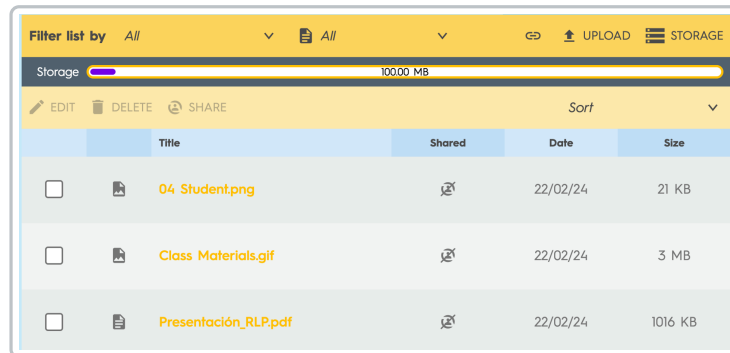 Filter list by All All UPLOAD STORAGE
Storage 100.00 MB
EDIT DELETE SHARE Sort
Title Shared Date Size
04 Student.png 22/02/24 21 KB
Class Materials.gif 22/02/24 3 MB
Presentación_RLP.pdf 22/02/24 1016 KB